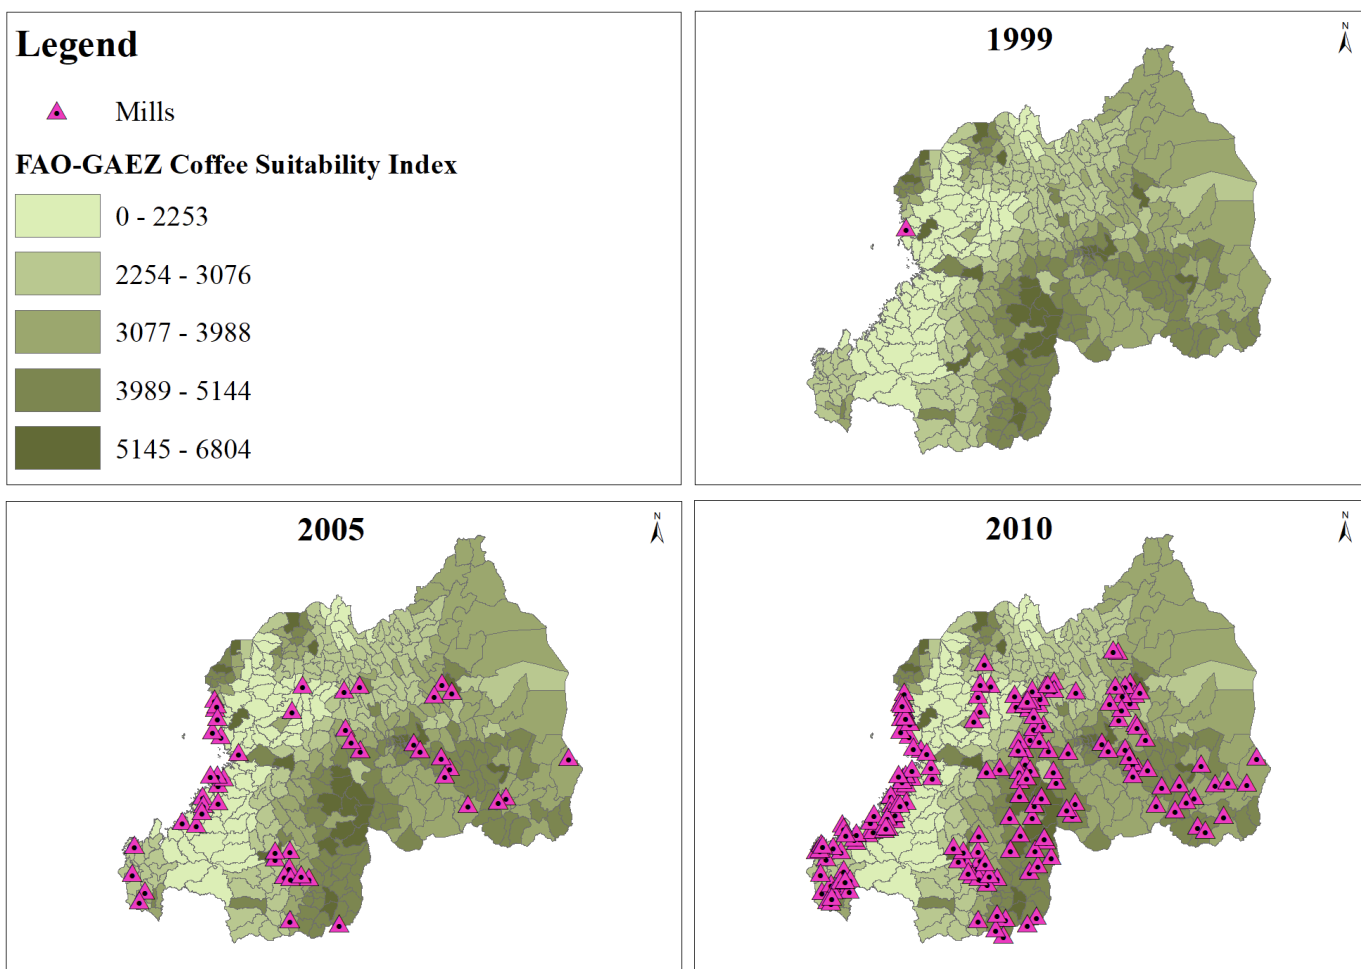 Legend
Mills
FAO-GAEZ Coffee Suitability Index
0 - 2253
2254 - 3076
3077 - 3988
3989 - 5144
5145 - 6804
1999
N
2005
N
2010
N